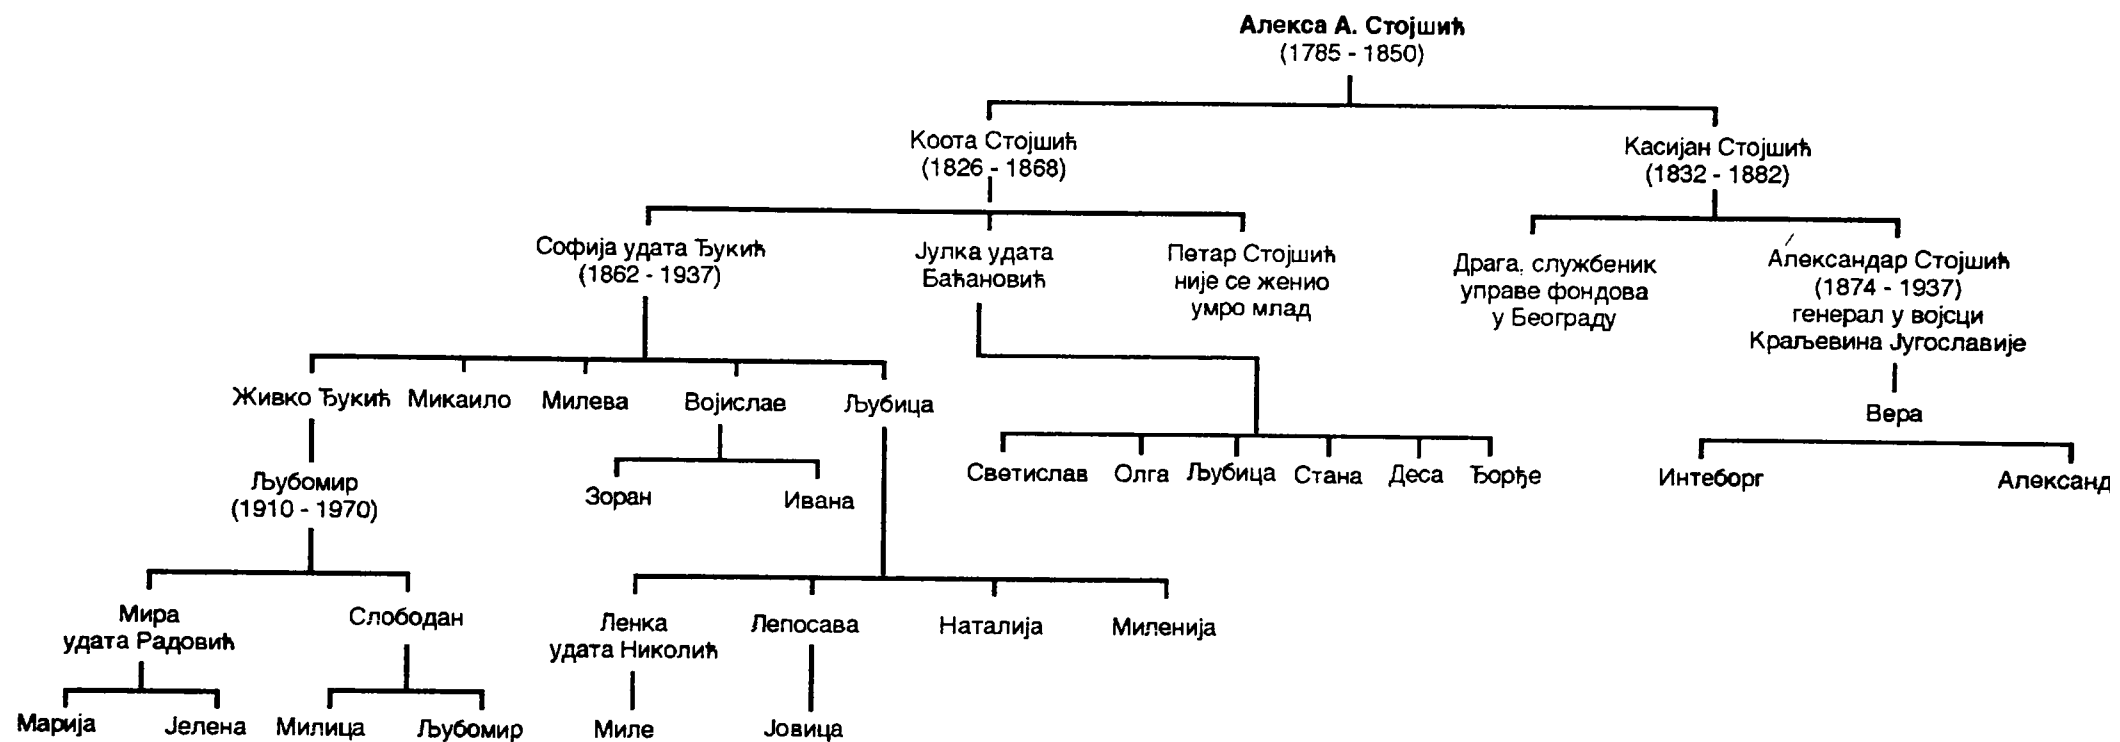 Алекса А. Стојшић
(1785 - 1850)
Коота Стојшић
(1826 - 1868)
Касијан Стојшић
(1832 - 1882)
Софија удата Ђукић
(1862 - 1937)
Јулка удата
Баћановић
Петар Стојшић
није се женио
умро млад
Драга, службеник
управе фондова
у Београду
Александар Стојшић
(1874 - 1937)
генерал у војсци
Краљевина Југославије
Живко Ђукић
Микаило
Милева
Војислав
Љубица
Вера
Љубомир
(1910 - 1970)
Зоран
Ивана
Светислав
Олга
Љубица
Стана
Деса
Ђорђе
Интеборг
Александ
Мира
удата Радовић
Слободан
Ленка
удата Николић
Лепосава
Наталија
Миленија
Марија
Јелена
Милица
Љубомир
Миле
Јовица